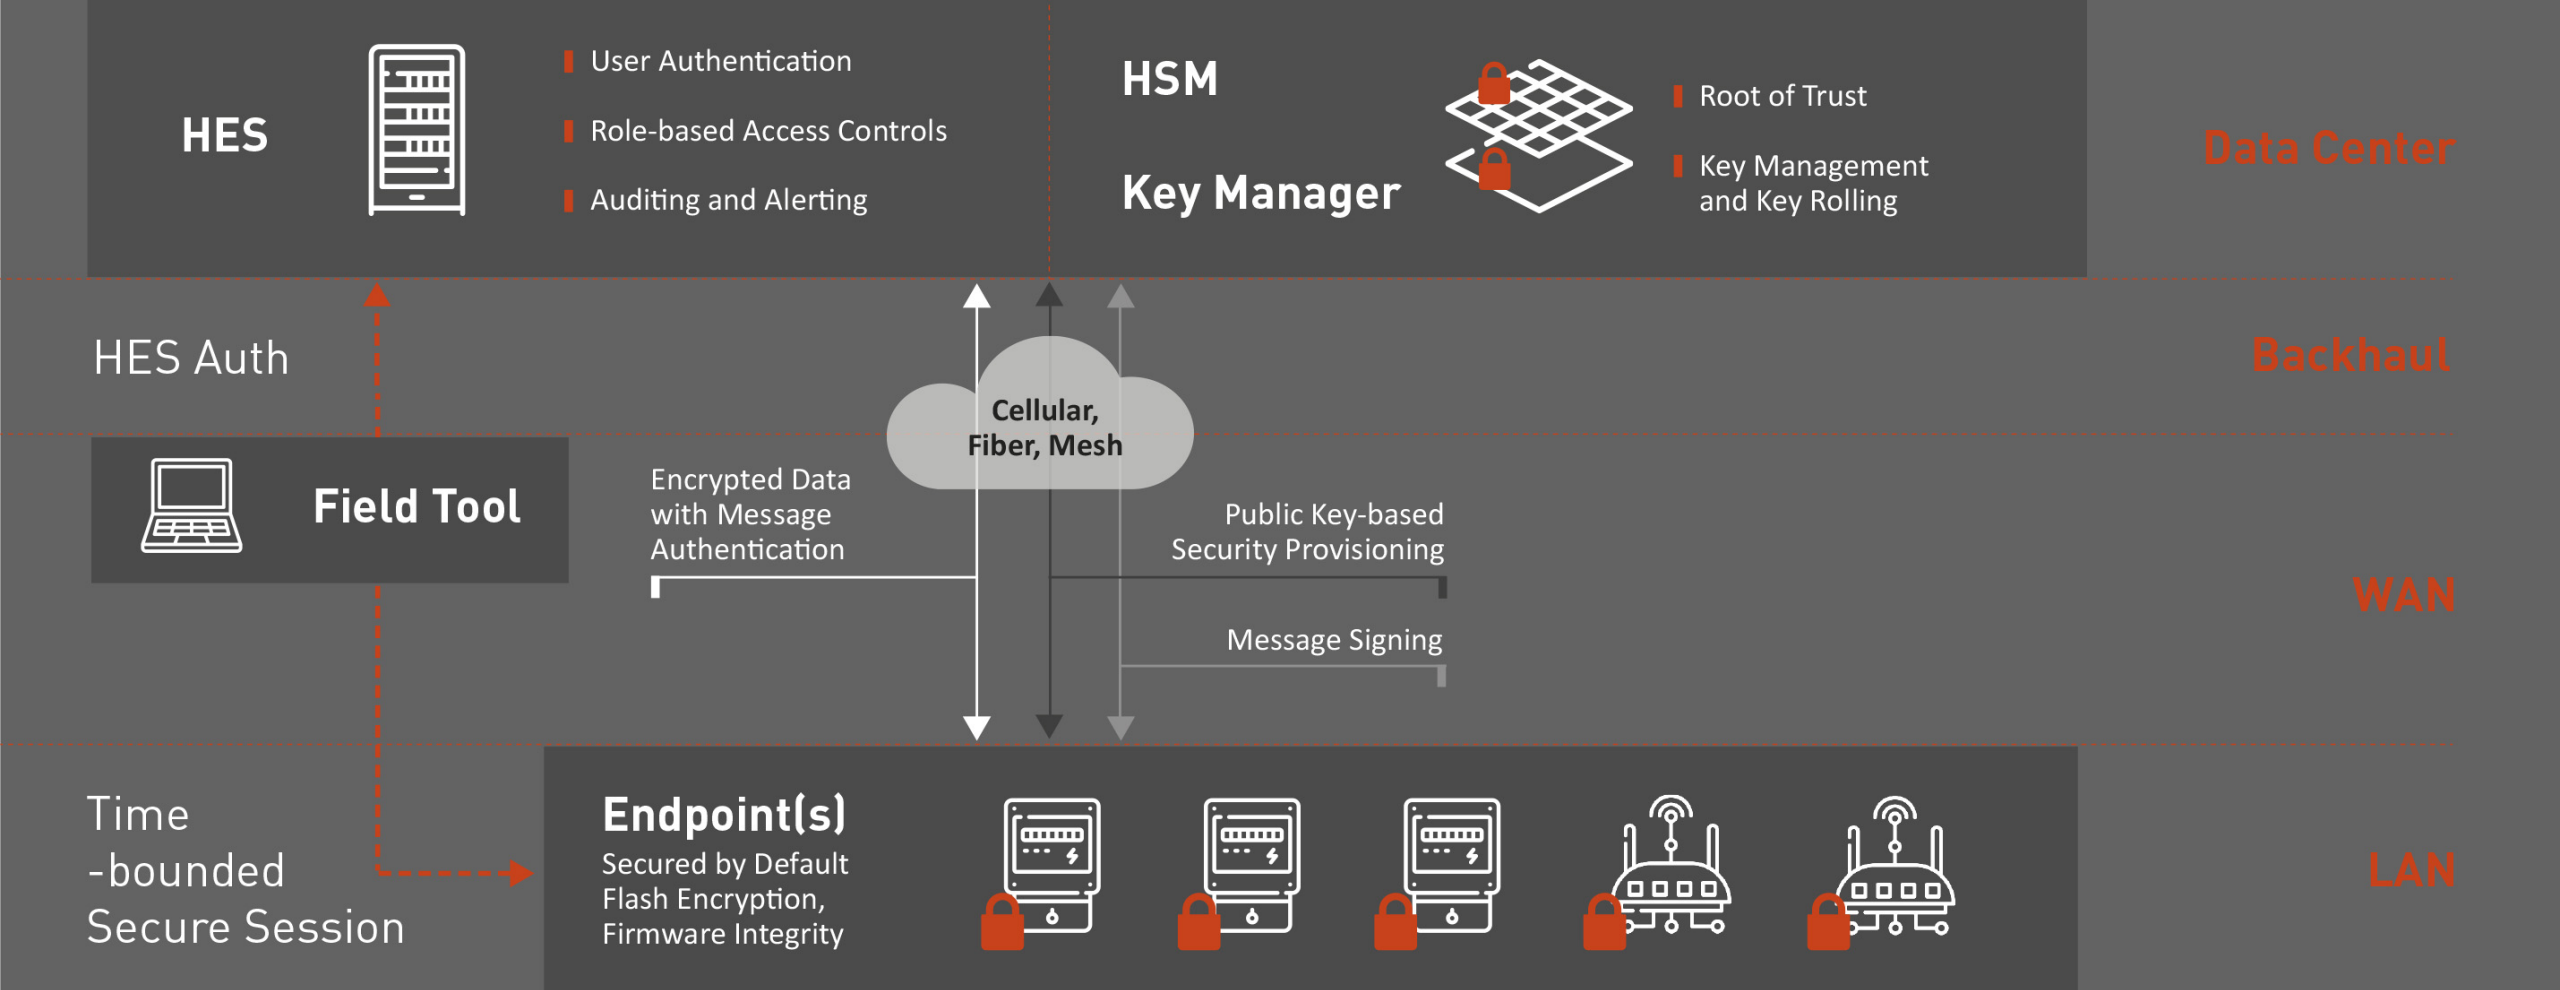 HES
User Authentication
Role-based Access Controls
Auditing and Alerting
HSM
Key Manager
Root of Trust
Key Management
and Key Rolling
Data Center
HES Auth
Cellular,
Fiber, Mesh
Backhaul
Field Tool
Encrypted Data
with Message
Authentication
Public Key-based
Security Provisioning
Message Signing
WAN
Time
-bounded
Secure Session
Endpoint(s)
Secured by Default
Flash Encryption,
Firmware Integrity
LAN